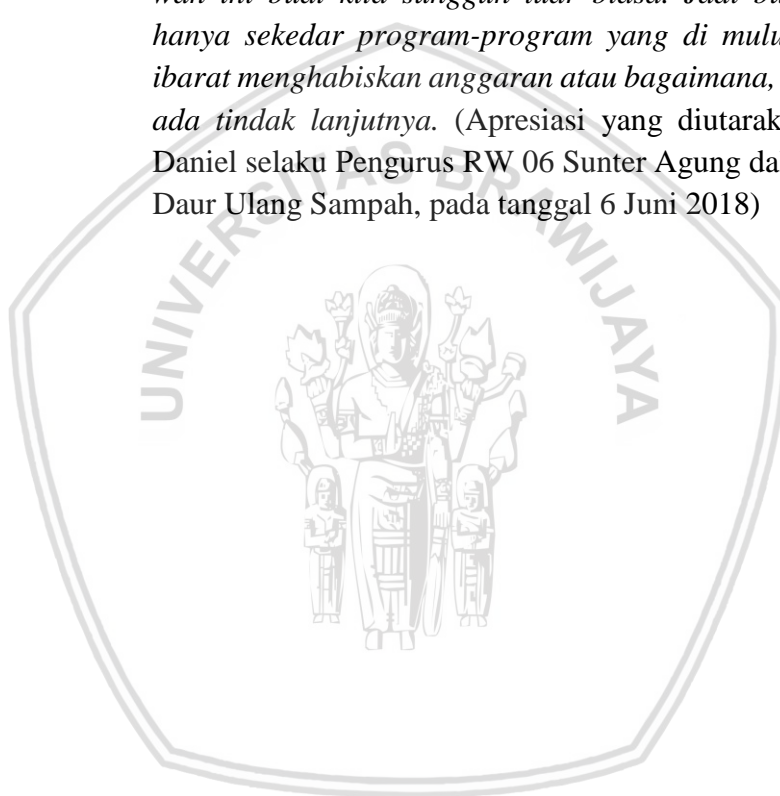 wah ini buat kita sungguh luar biasa. Jadi bu
hanya sekedar program-program yang di mulu
ibarat menghabiskan anggaran atau bagaimana,
ada tindak lanjutnya. (Apresiasi yang diutarak
Daniel selaku Pengurus RW 06 Sunter Agung da
Daur Ulang Sampah, pada tanggal 6 Juni 2018)
UNIVERSITAS BRAWIJAYA